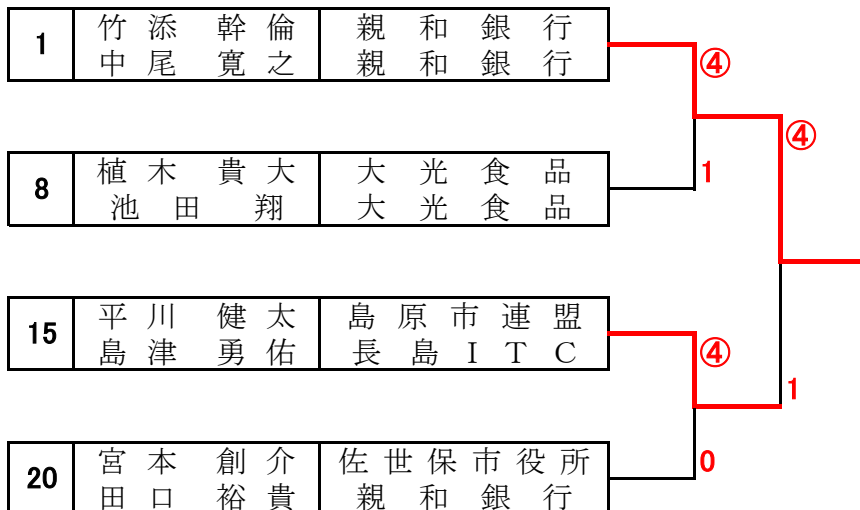 1 竹添 幹倫 親和銀行
中尾 寛之 親和銀行
④
④
8 植木 貴大 大光食品
池田 翔 大光食品
1
15 平川 健太 島原市連盟
島津 勇佑 長島ITC
④
1
20 宮本 創介 佐世保市役所
田口 裕貴 親和銀行
0